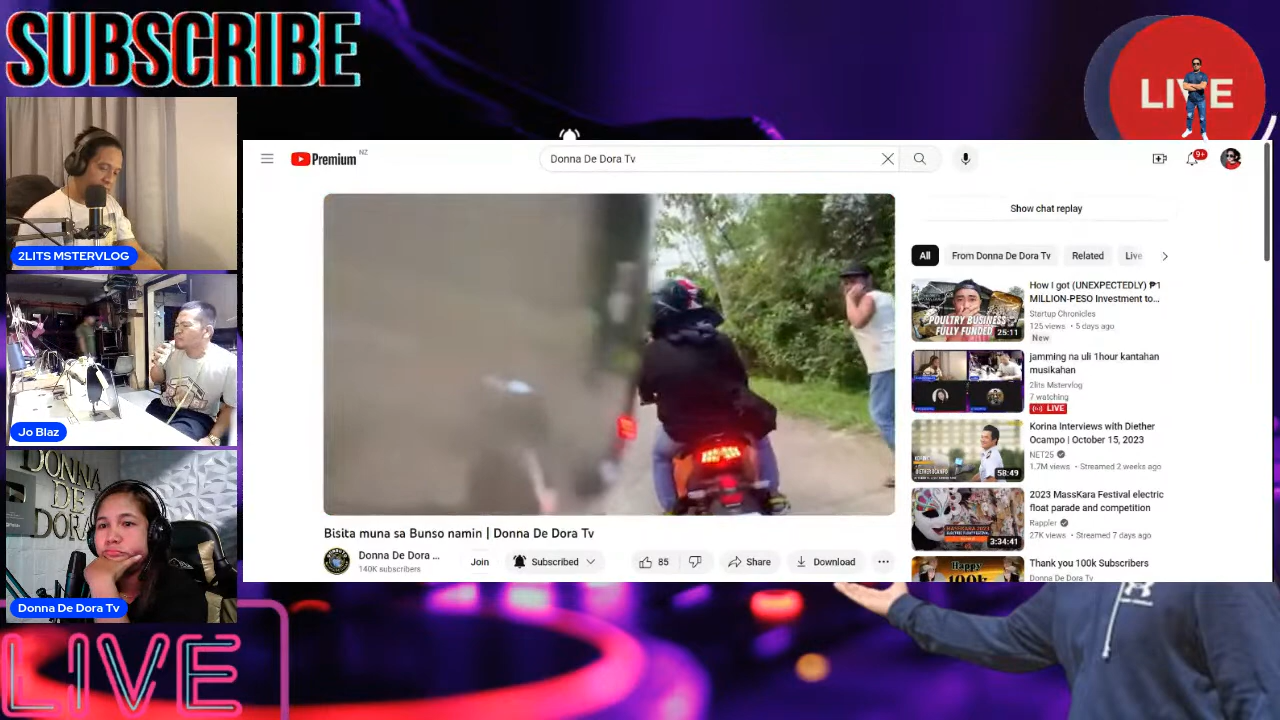 SUBSCRIBE
LIVE
2LITS MSTERVLOG
Jo Blaz
DONNA
DE
DORA
Donna De Dora Tv
LIVE
Premium NZ
Donna De Dora Tv
9+
Show chat replay
All
From Donna De Dora Tv
Related
Live
POULTRY BUSINESS
FULLY FUNDED
25:11
How I got (UNEXPECTEDLY) ₱1
MILLION-PESO Investment to...
Startup Chronicles
125 views • 5 days ago
New
jamming na uli 1hour kantahan
musikahan
2lits Mstervlog
7 watching
LIVE
58:49
Korina Interviews with Diether
Ocampo | October 15, 2023
NET25
1.7M views • Streamed 2 weeks ago
3:34:41
2023 MassKara Festival electric
float parade and competition
Rappler
27K views • Streamed 7 days ago
Happy
100k
Thank you 100k Subscribers
Donna De Dora Tv
Bisita muna sa Bunso namin | Donna De Dora Tv
Donna De Dora ...
140K subscribers
Join
Subscribed
85
Share
Download